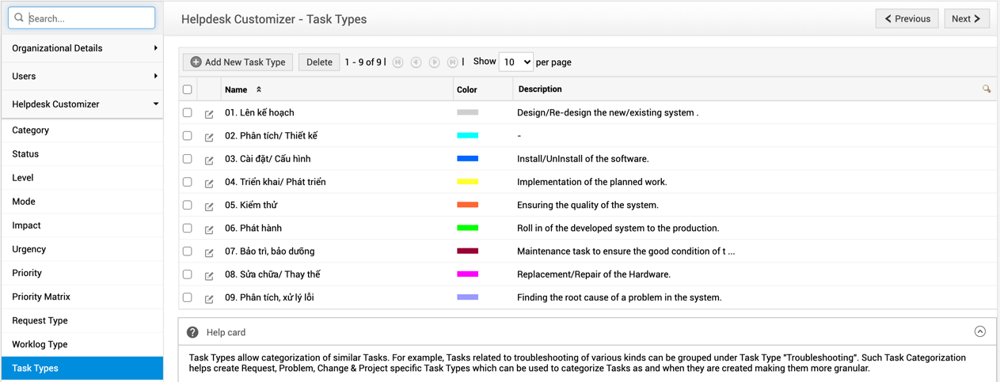 Search...
Helpdesk Customizer - Task Types
Previous
Next
Organizational Details
Users
Helpdesk Customizer
Category
Status
Level
Mode
Impact
Urgency
Priority
Priority Matrix
Request Type
Worklog Type
Task Types
Add New Task Type Delete 1 - 9 of 9 | | Show 10 per page
Name Color Description
01. Lên kế hoạch Design/Re-design the new/existing system .
02. Phân tích/ Thiết kế -
03. Cài đặt/ Cấu hình Install/UnInstall of the software.
04. Triến khai/ Phát triển Implementation of the planned work.
05. Kiểm thử Ensuring the quality of the system.
06. Phát hành Roll in of the developed system to the production.
07. Bảo trì, bảo dưỡng Maintenance task to ensure the good condition of t ...
08. Sửa chữa/ Thay thế Replacement/Repair of the Hardware.
09. Phân tích, xử lý lỗi Finding the root cause of a problem in the system.
Help card
Task Types allow categorization of similar Tasks. For example, Tasks related to troubleshooting of various kinds can be grouped under Task Type "Troubleshooting". Such Task Categorization
helps create Request, Problem, Change & Project specific Task Types which can be used to categorize Tasks as and when they are created making them more granular.